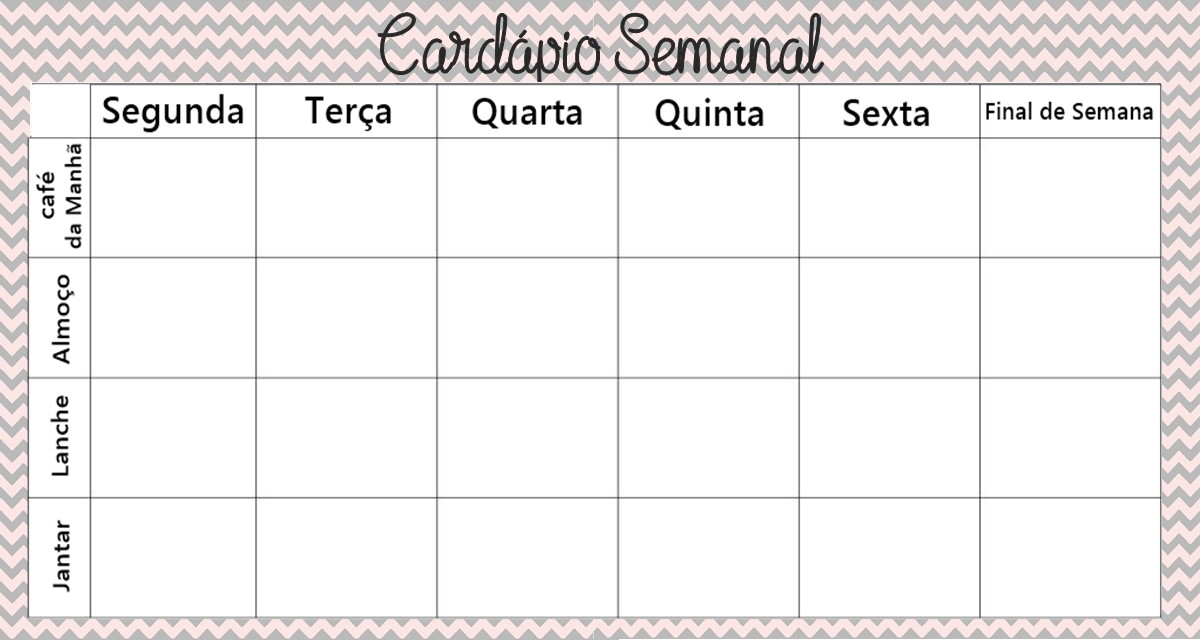 Cardápio Semanal
Segunda Terça Quarta Quinta Sexta Final de Semana
café
da Manhã
Almoço
Lanche
Jantar